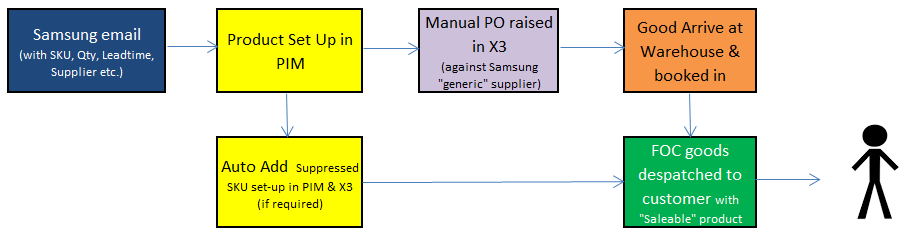 Samsung email
(with SKU, Qty, Leadtime,
Supplier etc.)
Product Set Up in
PIM
Manual PO raised
in X3
(against Samsung
"generic" supplier)
Good Arrive at
Warehouse &
booked in
Auto Add Suppressed
SKU set-up in PIM & X3
(if required)
FOC goods
despatched to
customer with
"Saleable" product